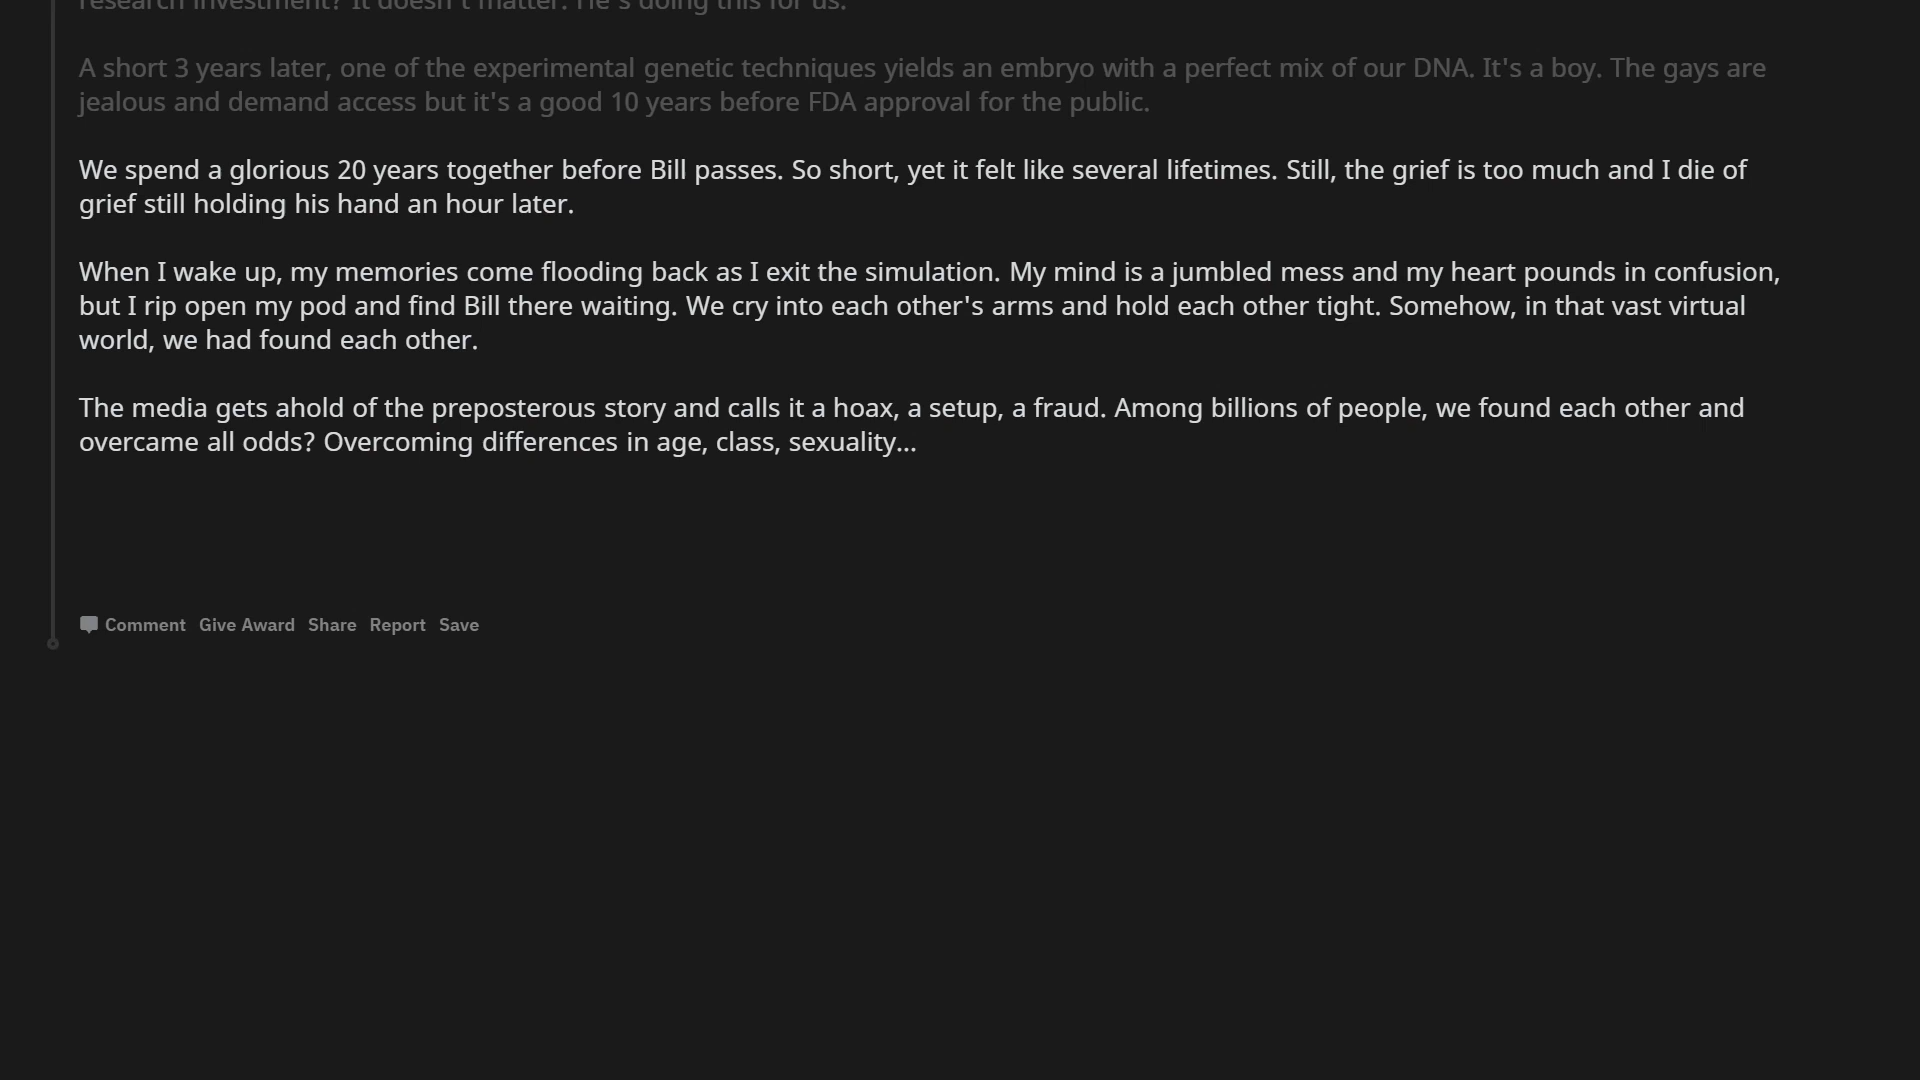 research investment? It doesn't matter. He's doing this for us.
A short 3 years later, one of the experimental genetic techniques yields an embryo with a perfect mix of our DNA. It's a boy. The gays are
jealous and demand access but it's a good 10 years before FDA approval for the public.
We spend a glorious 20 years together before Bill passes. So short, yet it felt like several lifetimes. Still, the grief is too much and I die of
grief still holding his hand an hour later.
When I wake up, my memories come flooding back as I exit the simulation. My mind is a jumbled mess and my heart pounds in confusion,
but I rip open my pod and find Bill there waiting. We cry into each other's arms and hold each other tight. Somehow, in that vast virtual
world, we had found each other.
The media gets ahold of the preposterous story and calls it a hoax, a setup, a fraud. Among billions of people, we found each other and
overcame all odds? Overcoming differences in age, class, sexuality...
Comment Give Award Share Report Save